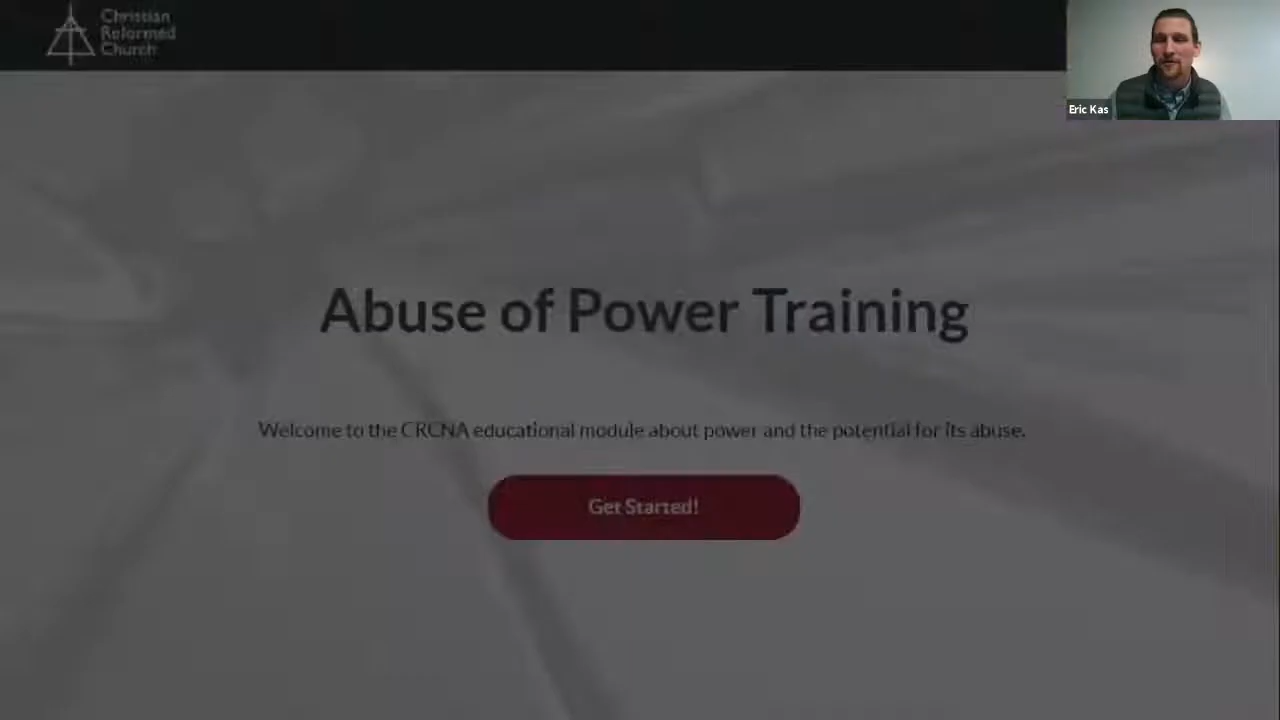 Christian
Reformed
Church
Eric Kas
Abuse of Power Training
Welcome to the CRCNA educational module about power and the potential for its abuse.
Get Started!